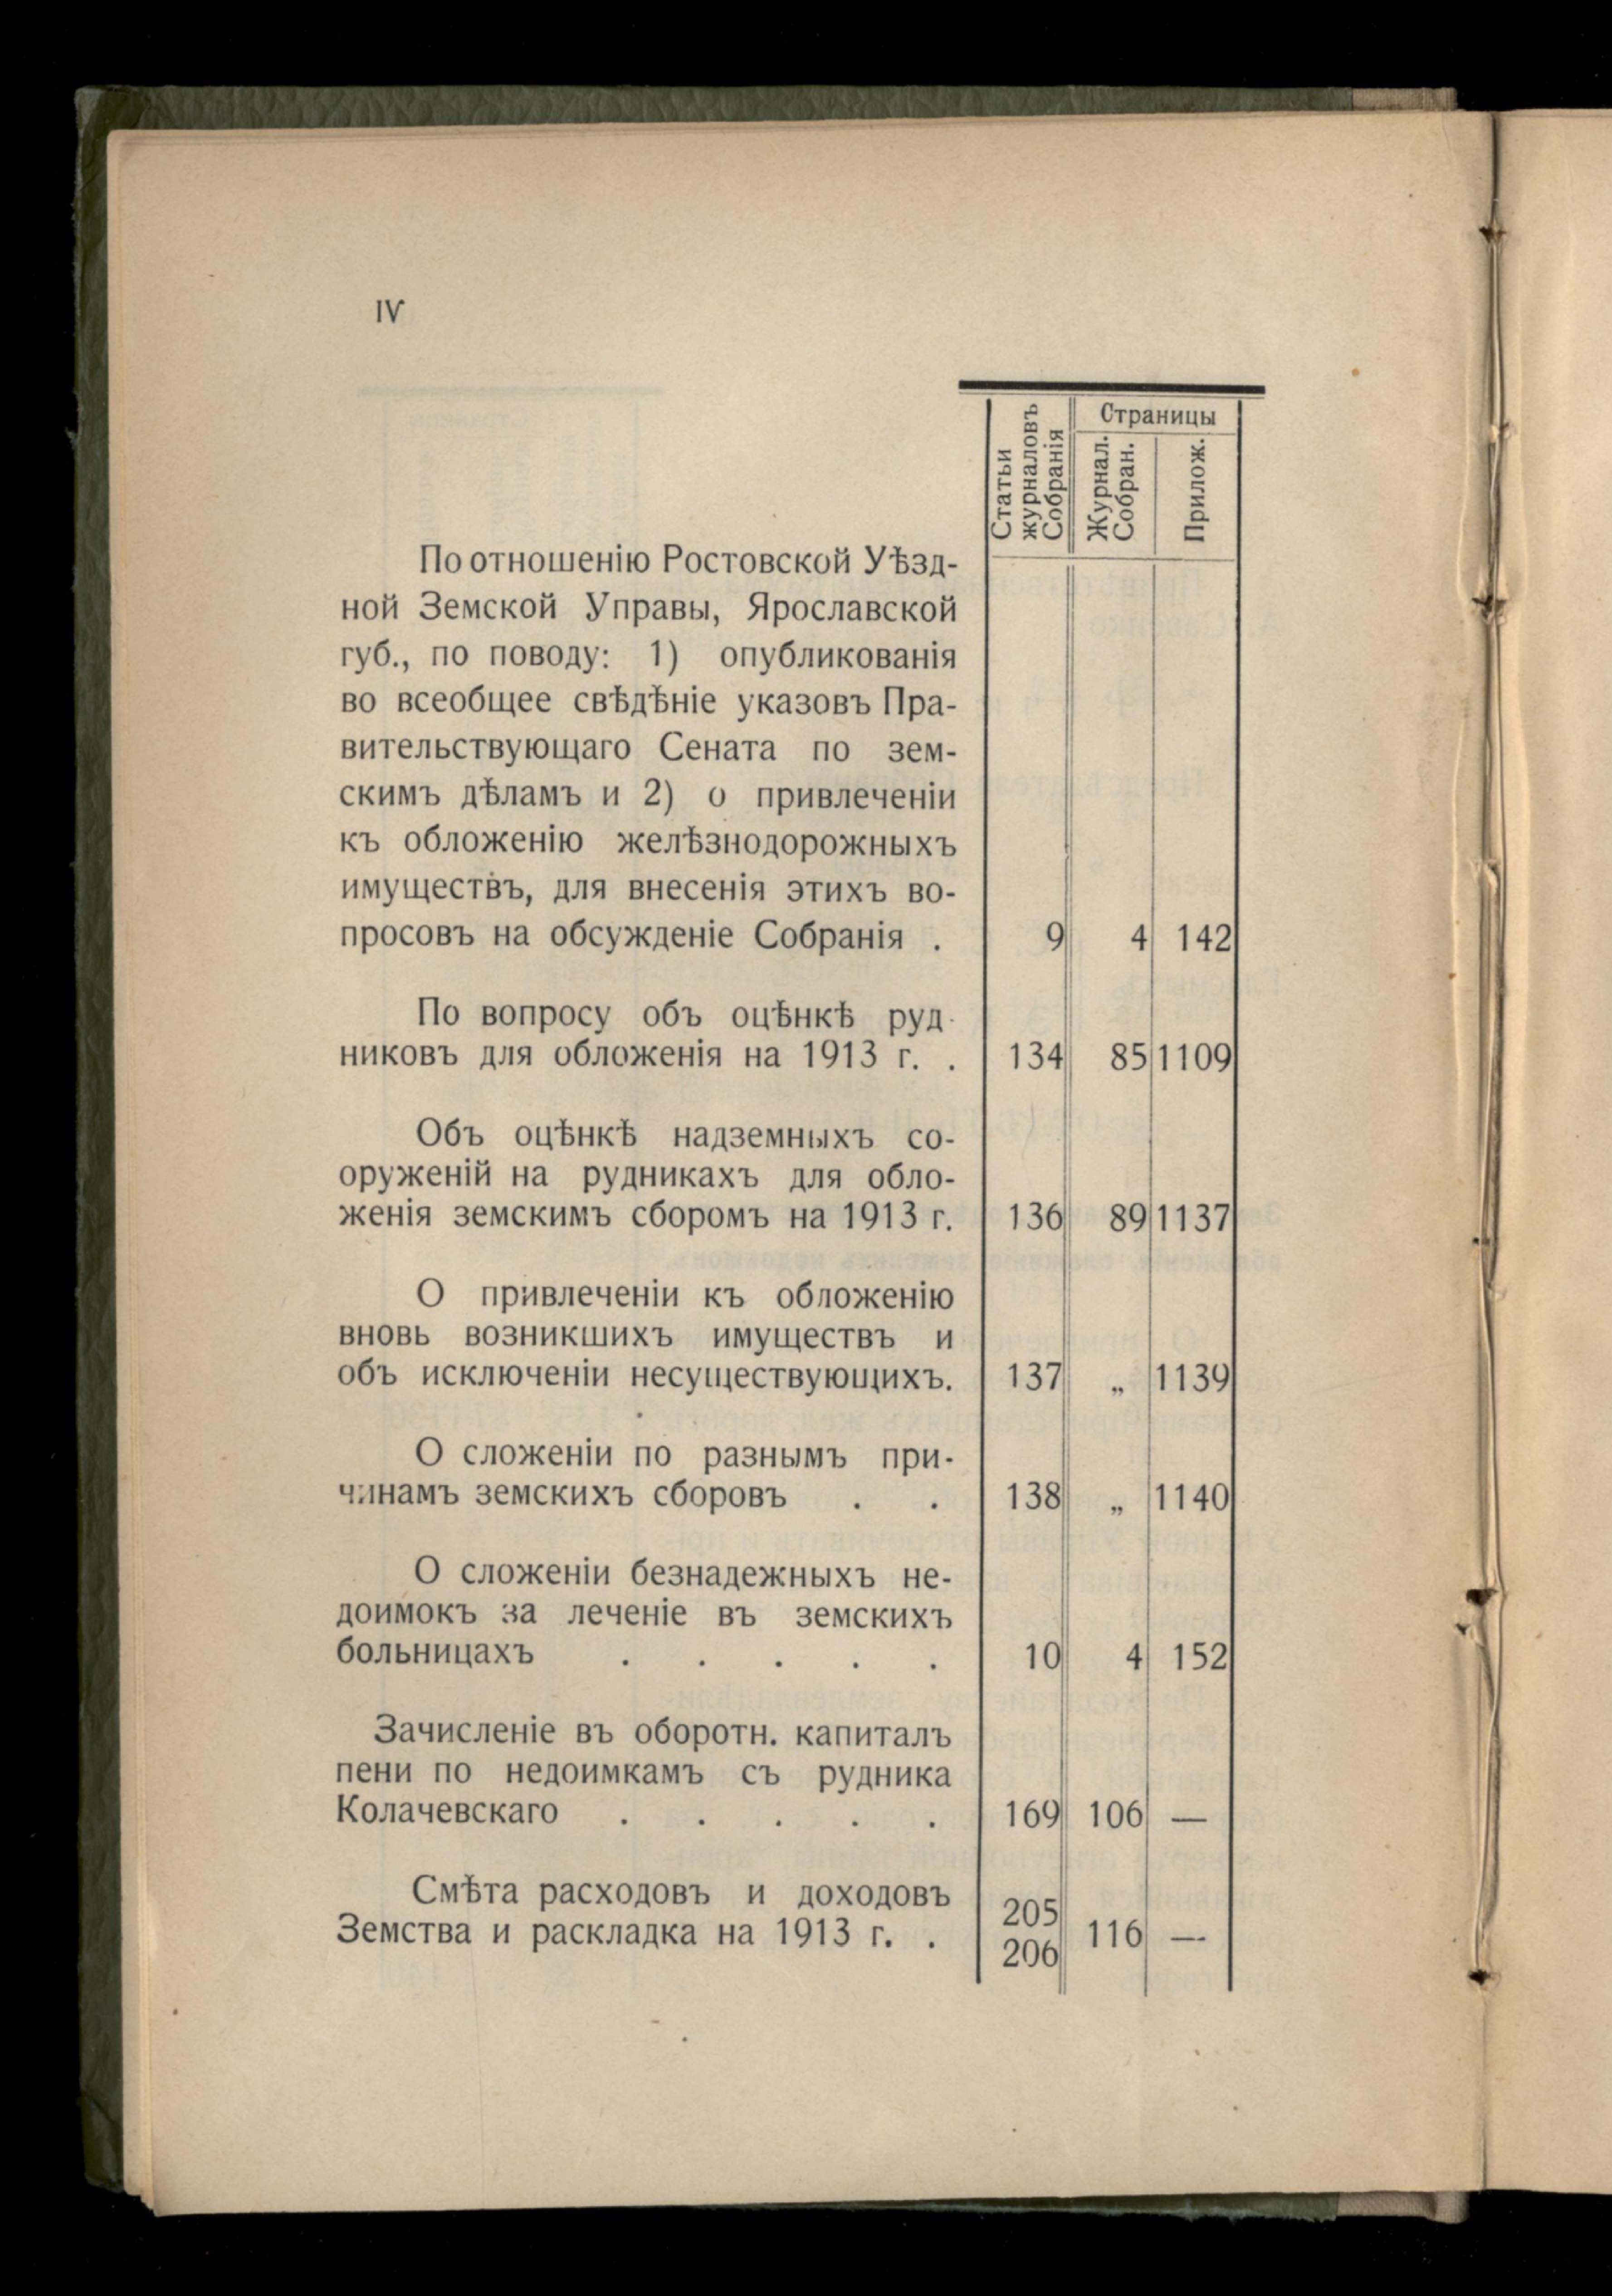 IV
Статьи журналовъ Собранія
Страницы
Журнал. Собран.
Прилож.
По отношенію Ростовской Уѣзд-
ной Земской Управы, Ярославской
губ., по поводу: 1) опубликованія
во всеобщее свѣдѣніе указовъ Пра-
вительствующаго Сената по зем-
скимъ дѣламъ и 2) о привлеченіи
къ обложенію желѣзнодорожныхъ
имуществъ, для внесенія этихъ во-
просовъ на обсужденіе Собранія . 9 4 142
По вопросу объ оцѣнкѣ руд-
никовъ для обложенія на 1913 г. . 134 85 1109
Объ оцѣнкѣ надземныхъ со-
оруженій на рудникахъ для обло-
женія земскимъ сборомъ на 1913 г. 136 89 1137
О привлеченіи къ обложенію
вновь возникшихъ имуществъ и
объ исключеніи несуществующихъ. 137 „ 1139
О сложеніи по разнымъ при-
чинамъ земскихъ сборовъ . . 138 „ 1140
О сложеніи безнадежныхъ не-
доимокъ за леченіе въ земскихъ
больницахъ . . . . . 10 4 152
Зачисленіе въ оборотн. капиталъ
пени по недоимкамъ съ рудника
Колачевскаго . . . . . 169 106 —
Смѣта расходовъ и доходовъ
Земства и раскладка на 1913 г. . 205 206 116 —